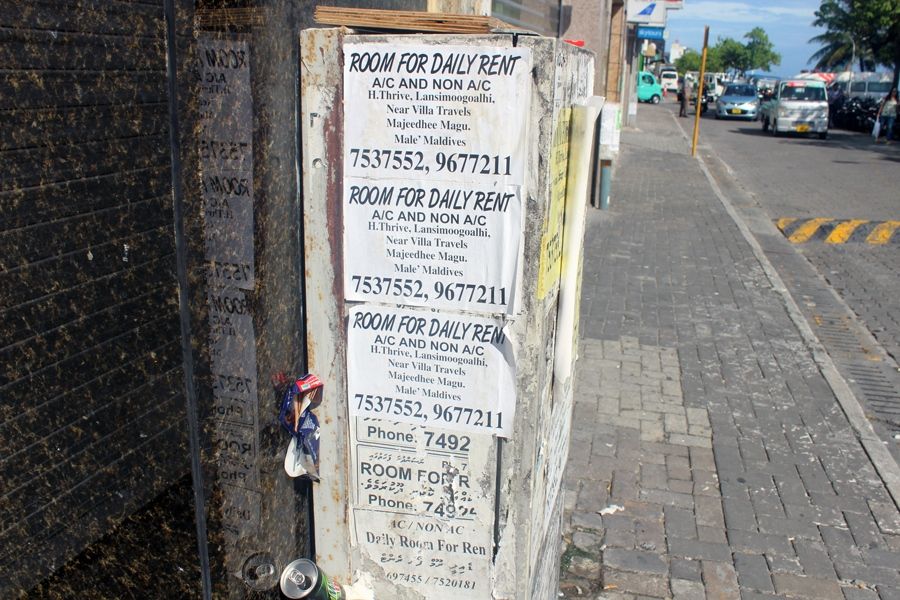 ROOM FOR DAILY RENT
A/C AND NON A/C
H.Thrive, Lansimoogoalhi,
Near Villa Travels
Majeedhee Magu.
Male' Maldives
7537552, 9677211
ROOM FOR DAILY RENT
A/C AND NON A/C
H.Thrive, Lansimoogoalhi,
Near Villa Travels
Majeedhee Magu.
Male' Maldives
7537552, 9677211
ROOM FOR DAILY RENT
A/C AND NON A/C
H.Thrive, Lansimoogoalhi,
Near Villa Travels
Majeedhee Magu.
Male' Maldives
7537552, 9677211
Phone: 7492
ROOM FOR R
Phone: 7492
AC / NON AC
Daily Room For Ren
697455 / 7520181